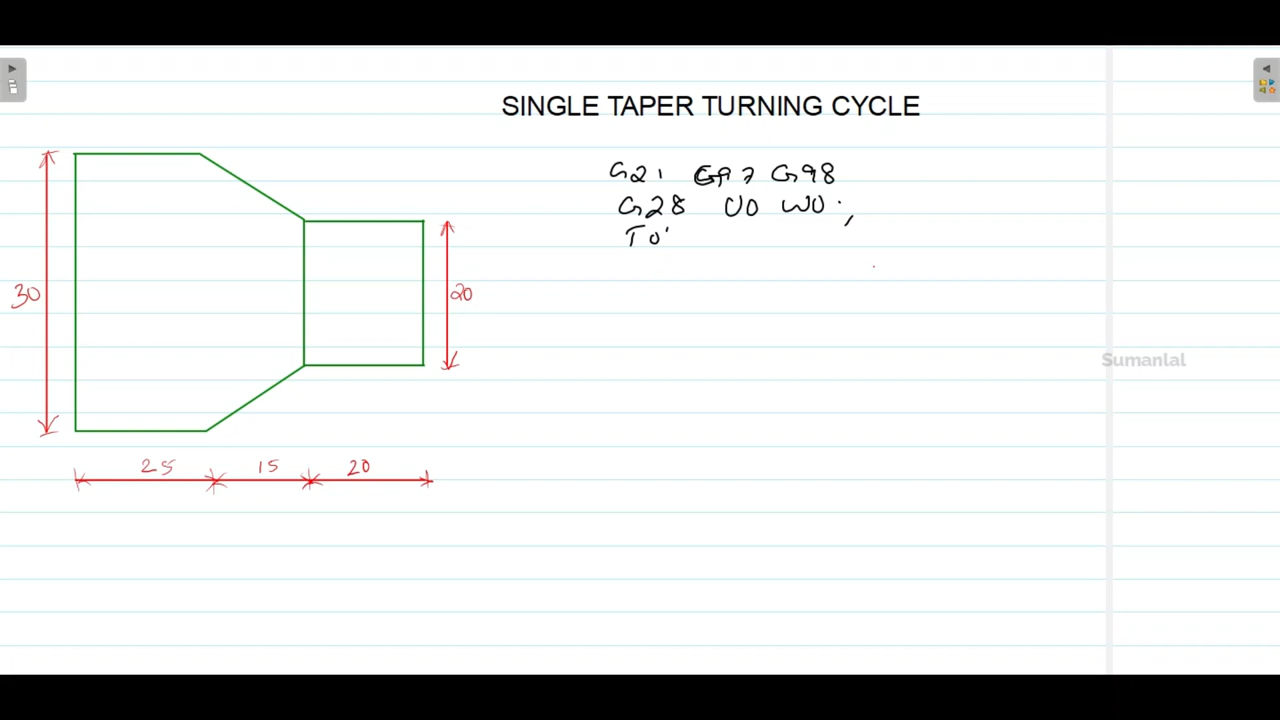 SINGLE TAPER TURNING CYCLE
G21 G97 G98
G28 U0 W0 ;
T0
30
20
25 15 20
Sumanlal